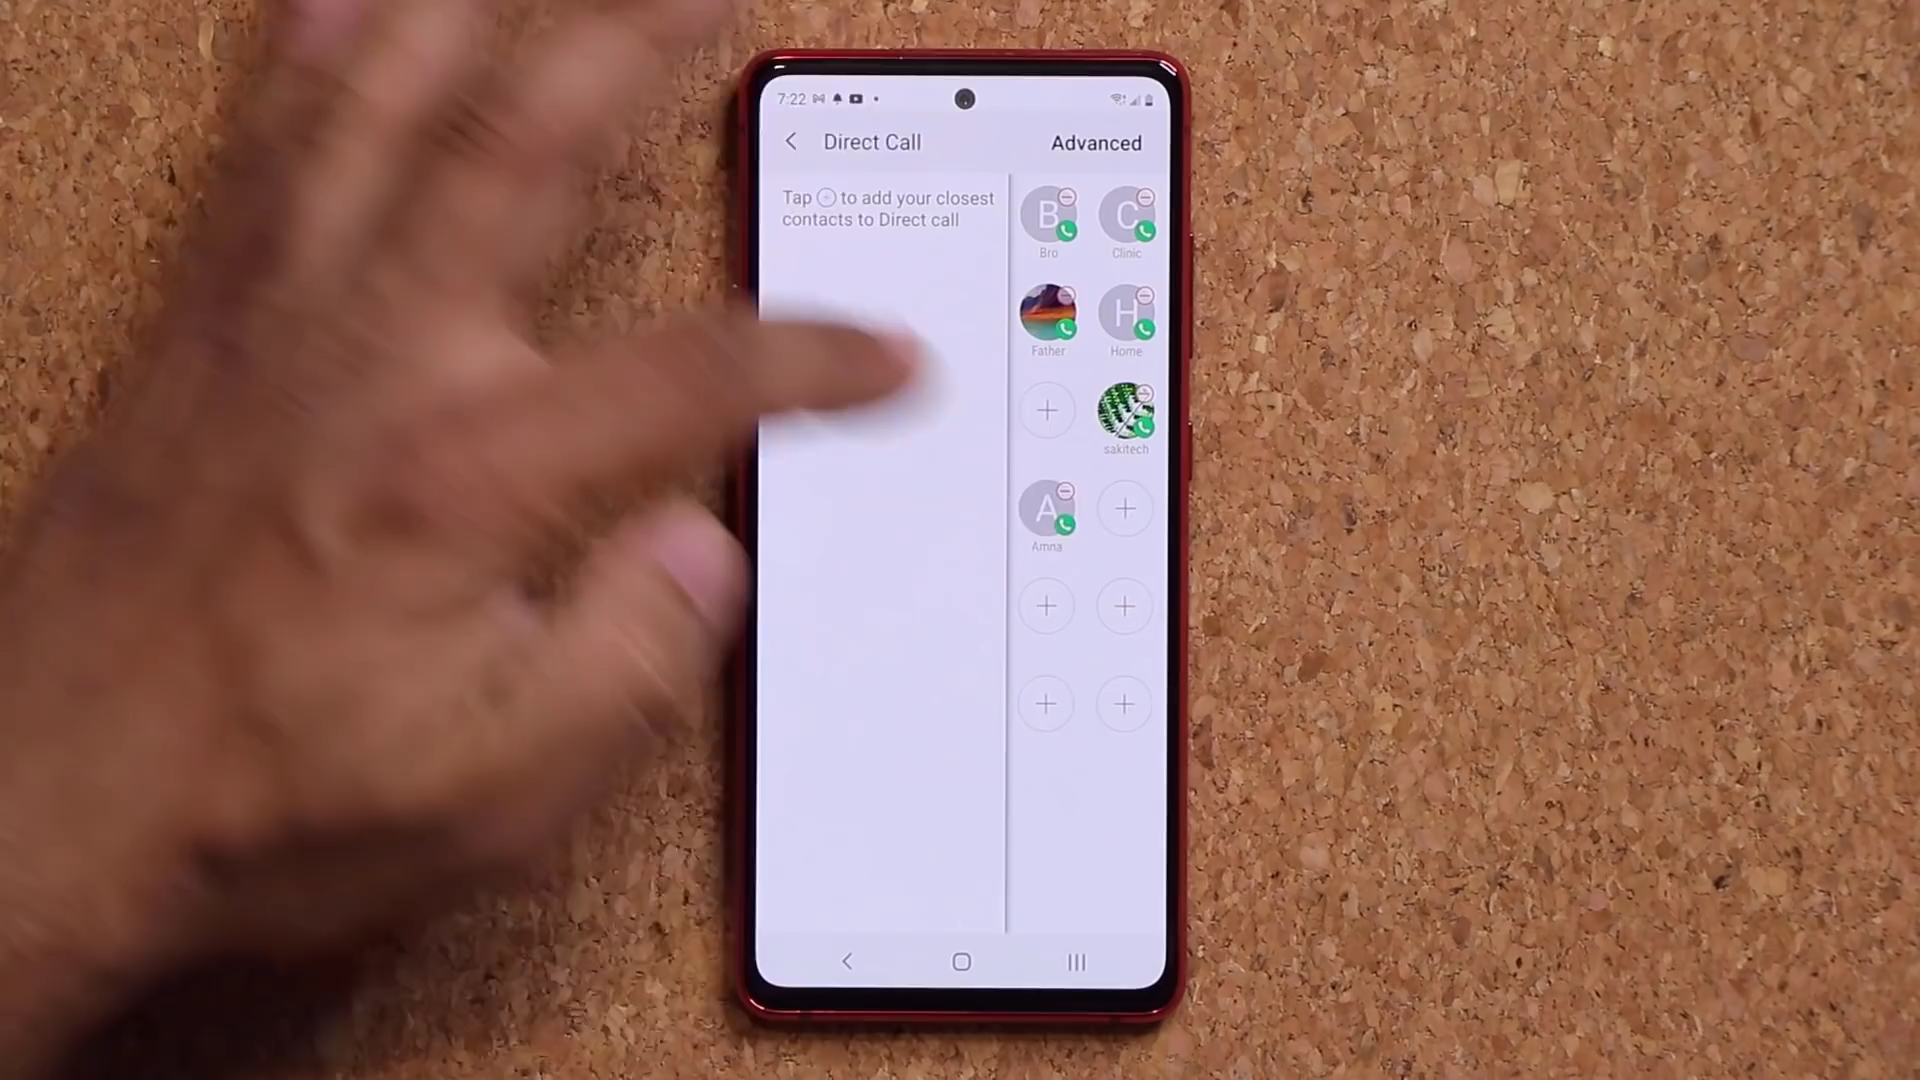 7:22
Direct Call
Advanced
Tap + to add your closest
contacts to Direct call
B
C
Bro
Clinic
H
Father
Home
sakitech
A
Amna